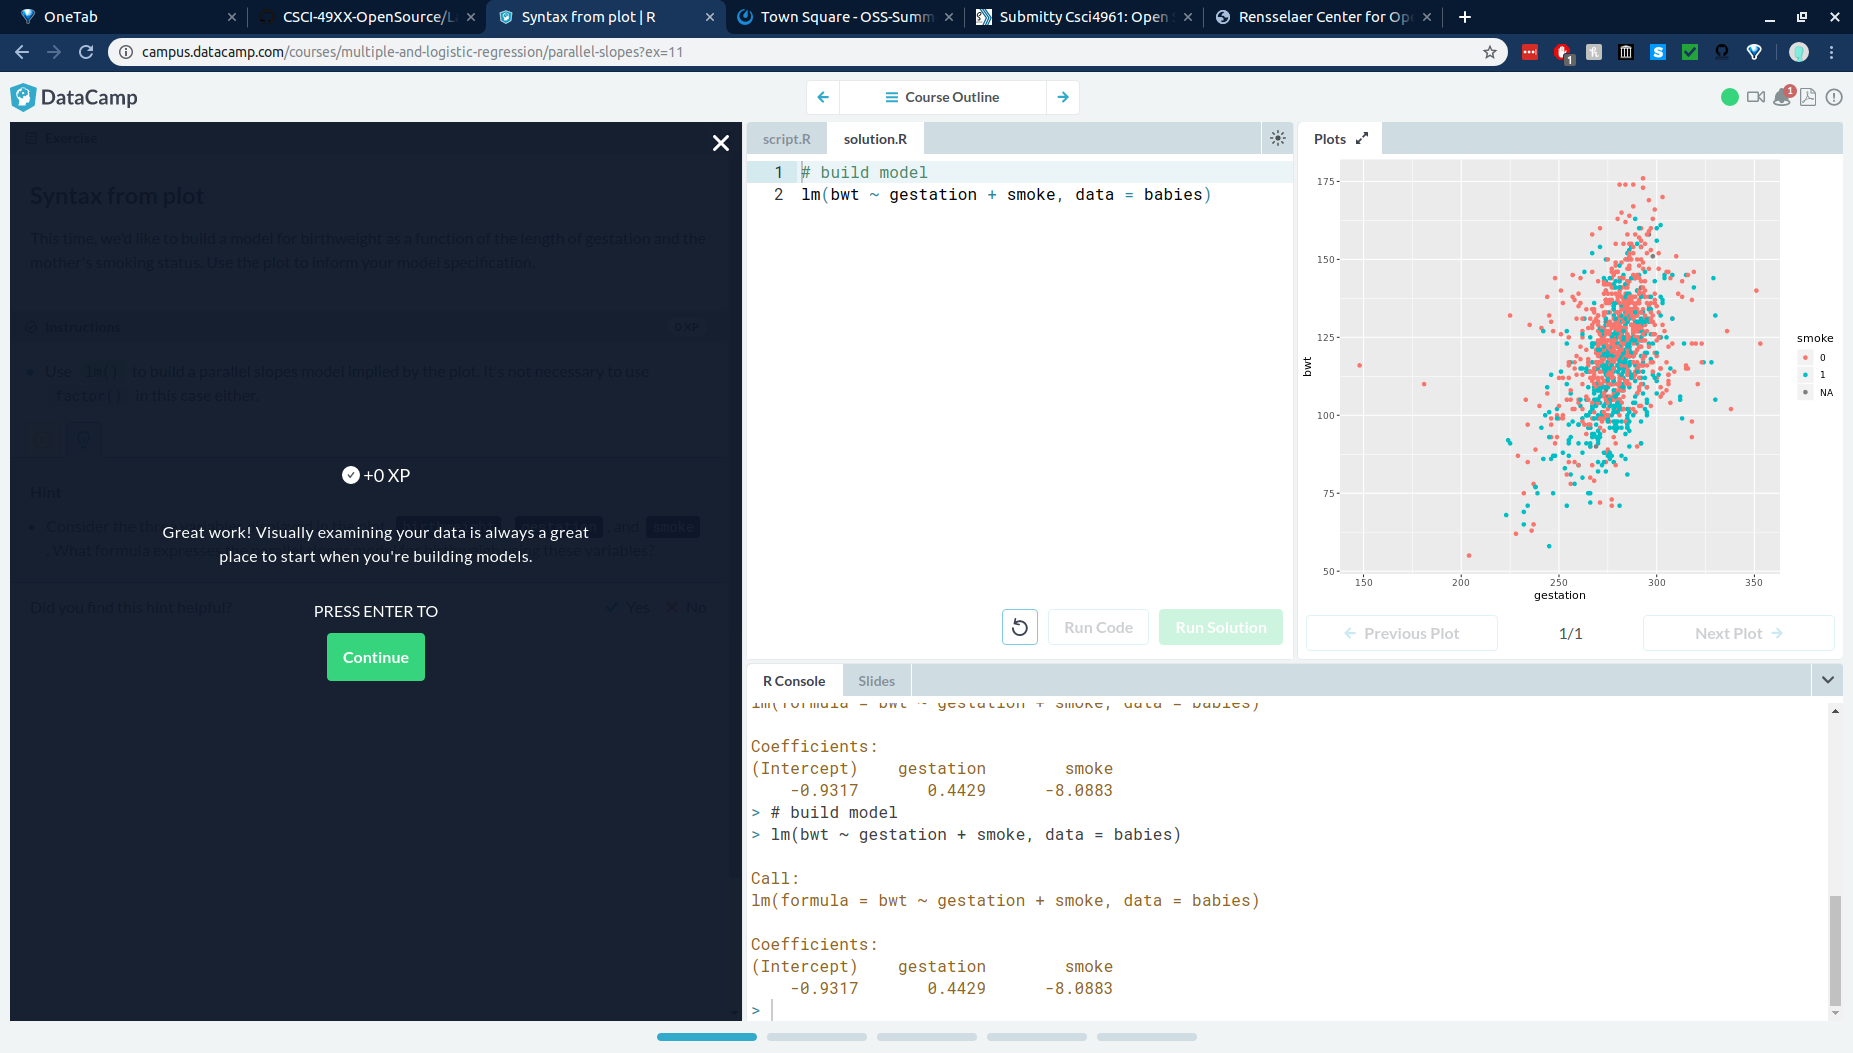 OneTab
CSCI-49XX-OpenSource/L
Syntax from plot | R
Town Square - OSS-Summ
Submitty Csci4961: Open
Rensselaer Center for Op
campus.datacamp.com/courses/multiple-and-logistic-regression/parallel-slopes?ex=11
1
DataCamp
Course Outline
1
Exercise
Syntax from plot
This time, we'd like to build a model for birthweight as a function of the length of gestation and the
mother's smoking status. Use the plot to inform your model specification.
Instructions
0 XP
Use lm() to build a parallel slopes model implied by the plot. It's not necessary to use
factor() in this case either.
+0 XP
Hint
Consider the
and smoke
Great work! Visually examining your data is always a great
What formula expresses
these variables?
place to start when you're building models.
Did you find this hint helpful?
Yes
No
PRESS ENTER TO
Continue
script.R
solution.R
1 # build model
2 lm(bwt ~ gestation + smoke, data = babies)
Run Code
Run Solution
Plots
175
150
125
100
75
50
bwt
150 200 250 300 350
gestation
smoke
0
1
NA
Previous Plot
1/1
Next Plot
R Console
Slides
lm(formula = bwt ~ gestation + smoke, data = babies)
Coefficients:
(Intercept) gestation smoke
-0.9317 0.4429 -8.0883
> # build model
> lm(bwt ~ gestation + smoke, data = babies)
Call:
lm(formula = bwt ~ gestation + smoke, data = babies)
Coefficients:
(Intercept) gestation smoke
-0.9317 0.4429 -8.0883
>